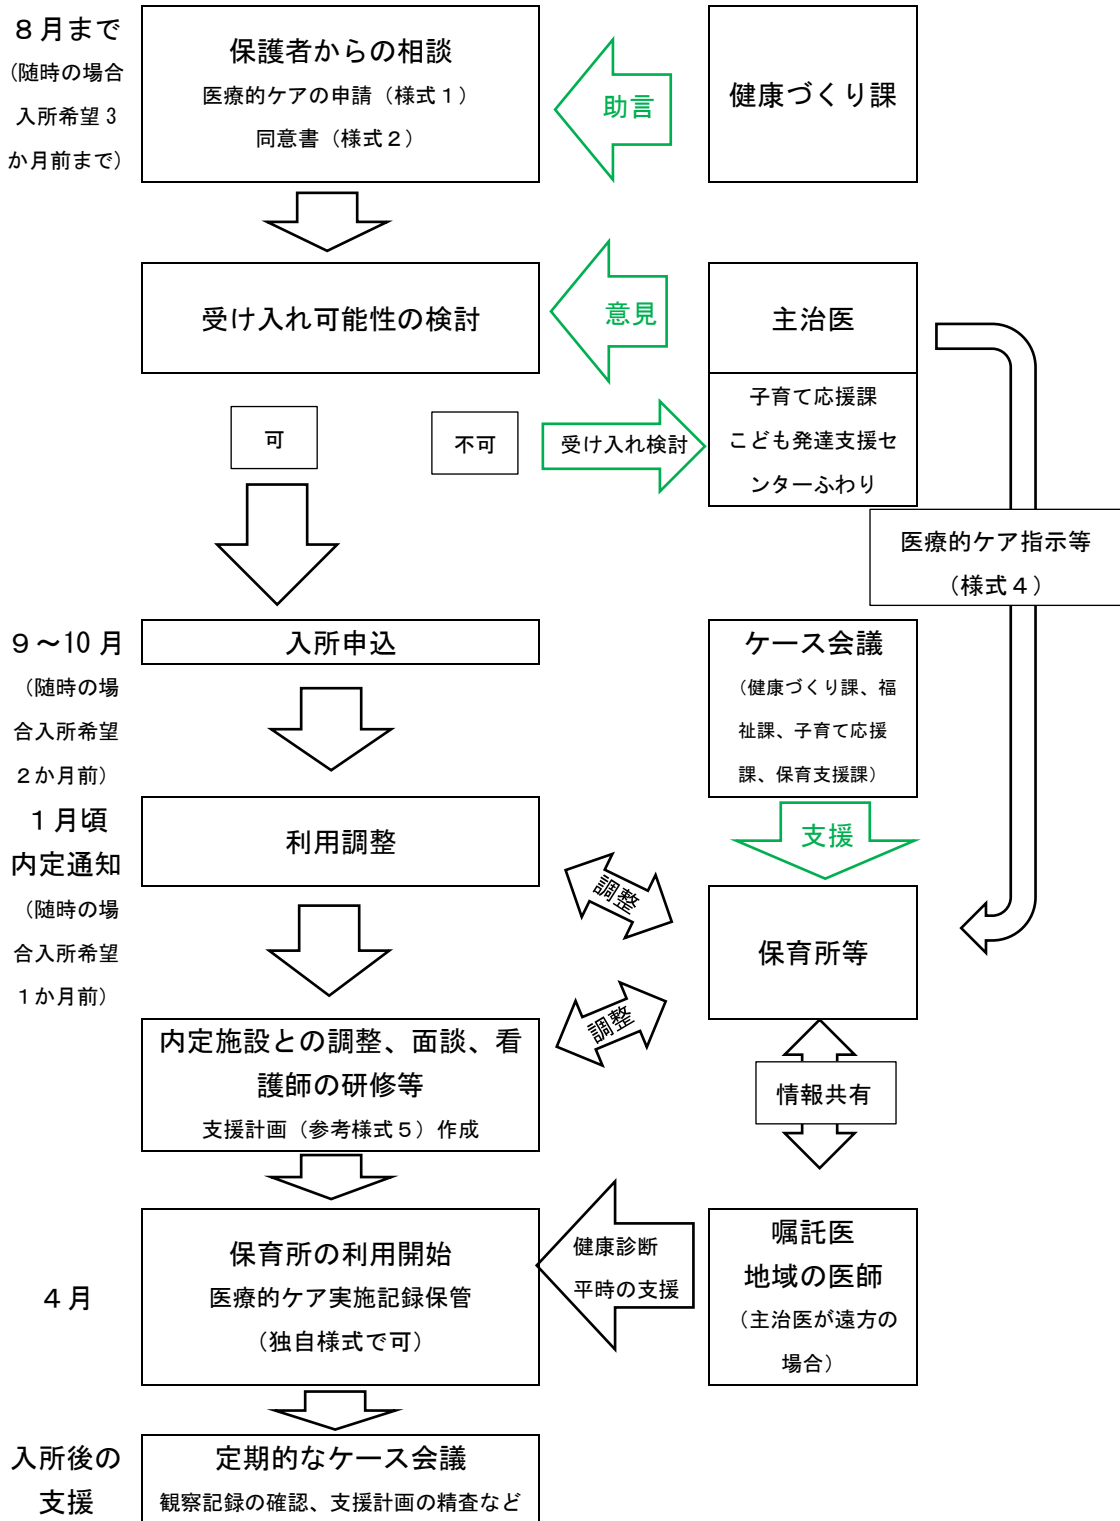 ８月まで
（随時の場合
入所希望 3
か月前まで）
保護者からの相談
医療的ケアの申請（様式１）
同意書（様式２）
助言
健康づくり課
受け入れ可能性の検討
意見
主治医
可
不可
受け入れ検討
子育て応援課
こども発達支援セ
ンターふわり
医療的ケア指示等
（様式４）
９～10 月
（随時の場
合入所希望
２か月前）
入所申込
ケース会議
（健康づくり課、福
祉課、子育て応援
課、保育支援課）
１月頃
内定通知
（随時の場
合入所希望
１か月前）
利用調整
支援
調整
保育所等
調整
内定施設との調整、面談、看
護師の研修等
支援計画（参考様式５）作成
情報共有
４月
保育所の利用開始
医療的ケア実施記録保管
（独自様式で可）
健康診断
平時の支援
嘱託医
地域の医師
（主治医が遠方の
場合）
入所後の
支援
定期的なケース会議
観察記録の確認、支援計画の精査など